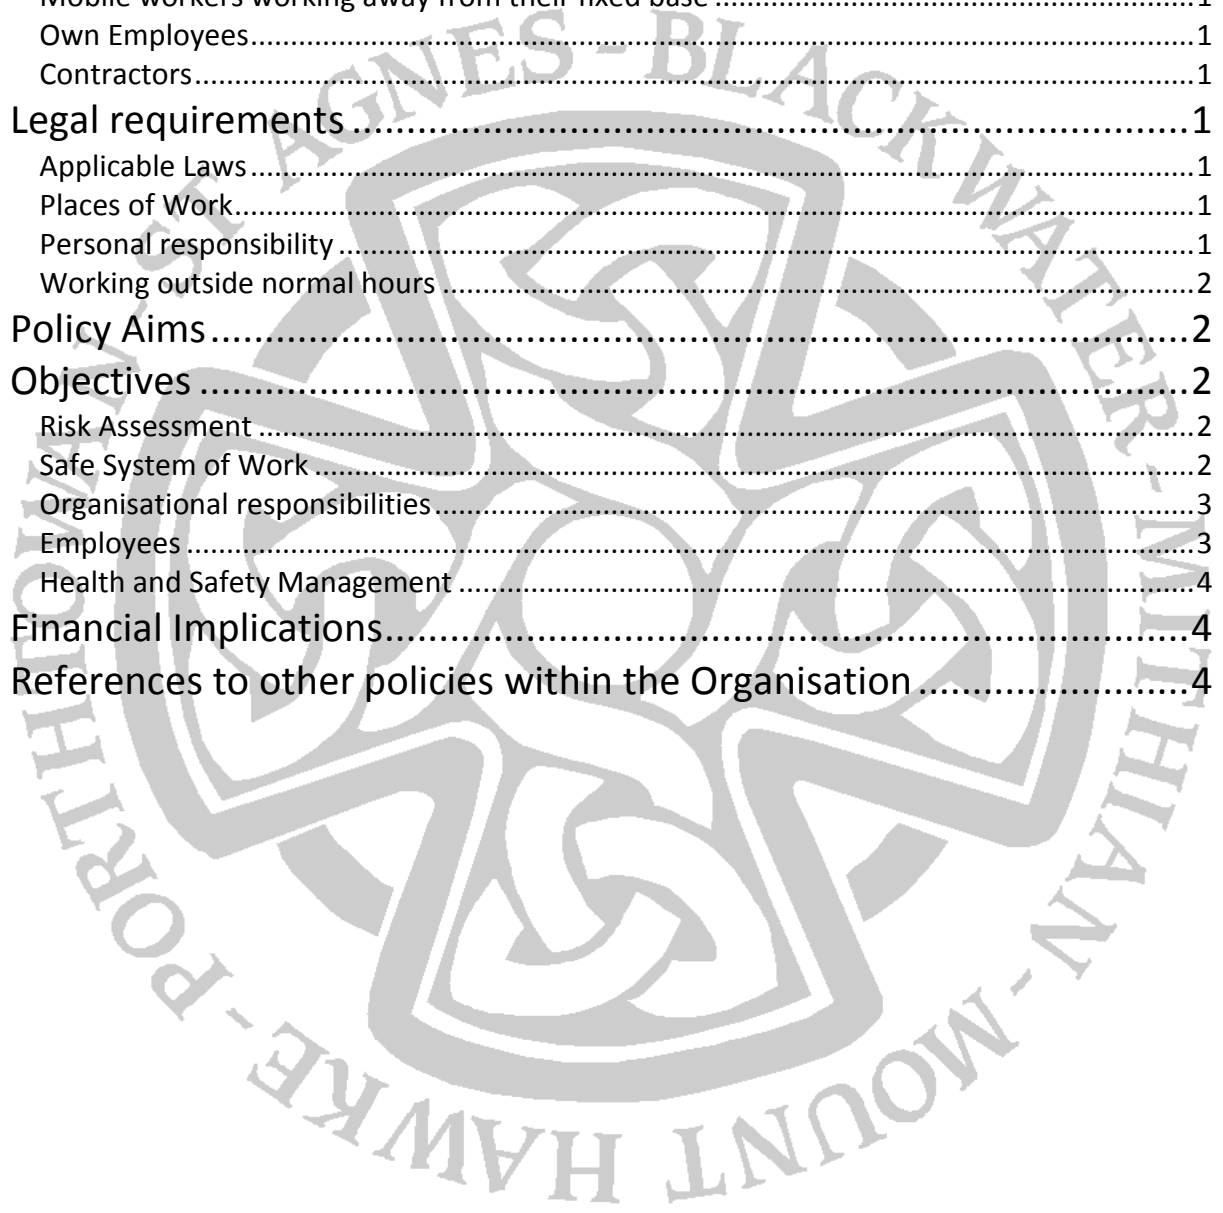 Mobile workers working away from their fixed base ........................................................ 1
Own Employees ........................................................ 1
Contractors ........................................................ 1
Legal requirements ........................................................ 1
Applicable Laws ........................................................ 1
Places of Work ........................................................ 1
Personal responsibility ........................................................ 1
Working outside normal hours ........................................................ 2
Policy Aims ........................................................ 2
Objectives ........................................................ 2
Risk Assessment ........................................................ 2
Safe System of Work ........................................................ 2
Organisational responsibilities ........................................................ 3
Employees ........................................................ 3
Health and Safety Management ........................................................ 4
Financial Implications ........................................................ 4
References to other policies within the Organisation ........................................................ 4
ST AGNES - BLACKWATER - MITHIAN - MOUNT HAWKE - PORTHTOWAN -